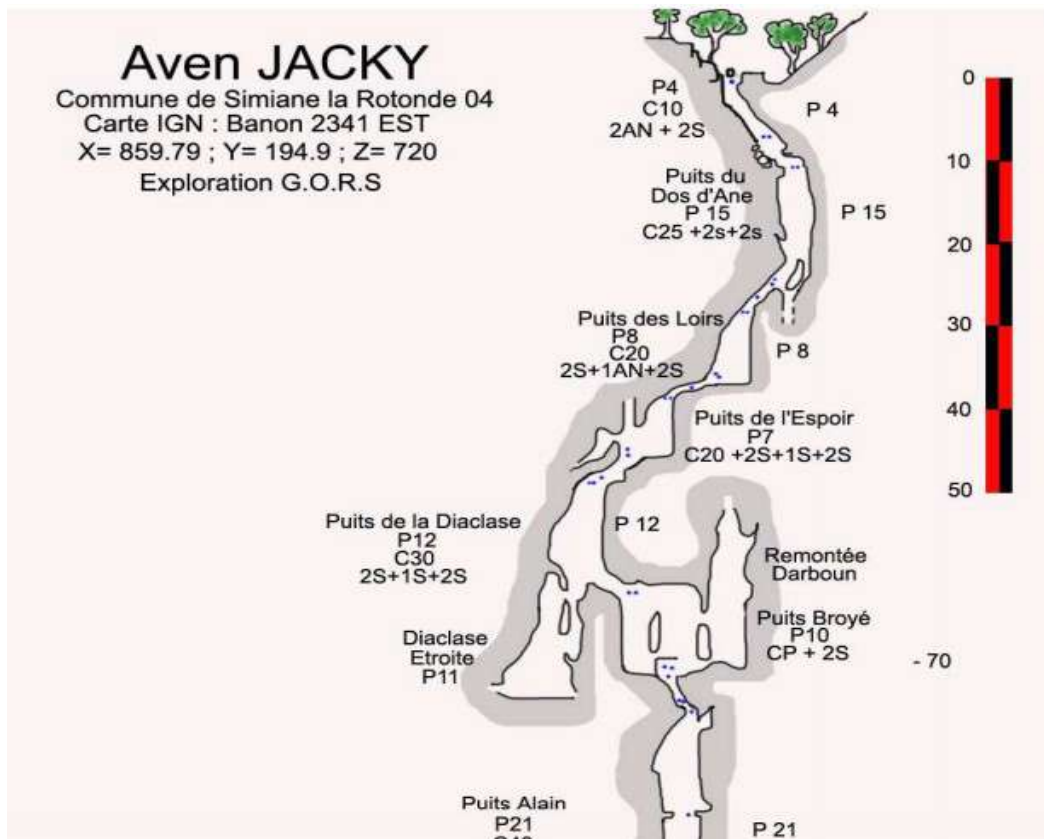 Aven JACKY
Commune de Simiane la Rotonde 04
Carte IGN : Banon 2341 EST
X= 859.79 ; Y= 194.9 ; Z= 720
Exploration G.O.R.S
P4
C10
2AN + 2S
P 4
Puits du
Dos d'Ane
P 15
C25 +2s+2s
P 15
Puits des Loirs
P8
C20
2S+1AN+2S
P 8
Puits de l'Espoir
P7
C20 +2S+1S+2S
Puits de la Diaclase
P12
C30
2S+1S+2S
P 12
Remontée
Darboun
Puits Broyé
P10
CP + 2S
Diaclase
Etroite
P11
- 70
Puits Alain
P21
P 21
0
10
20
30
40
50